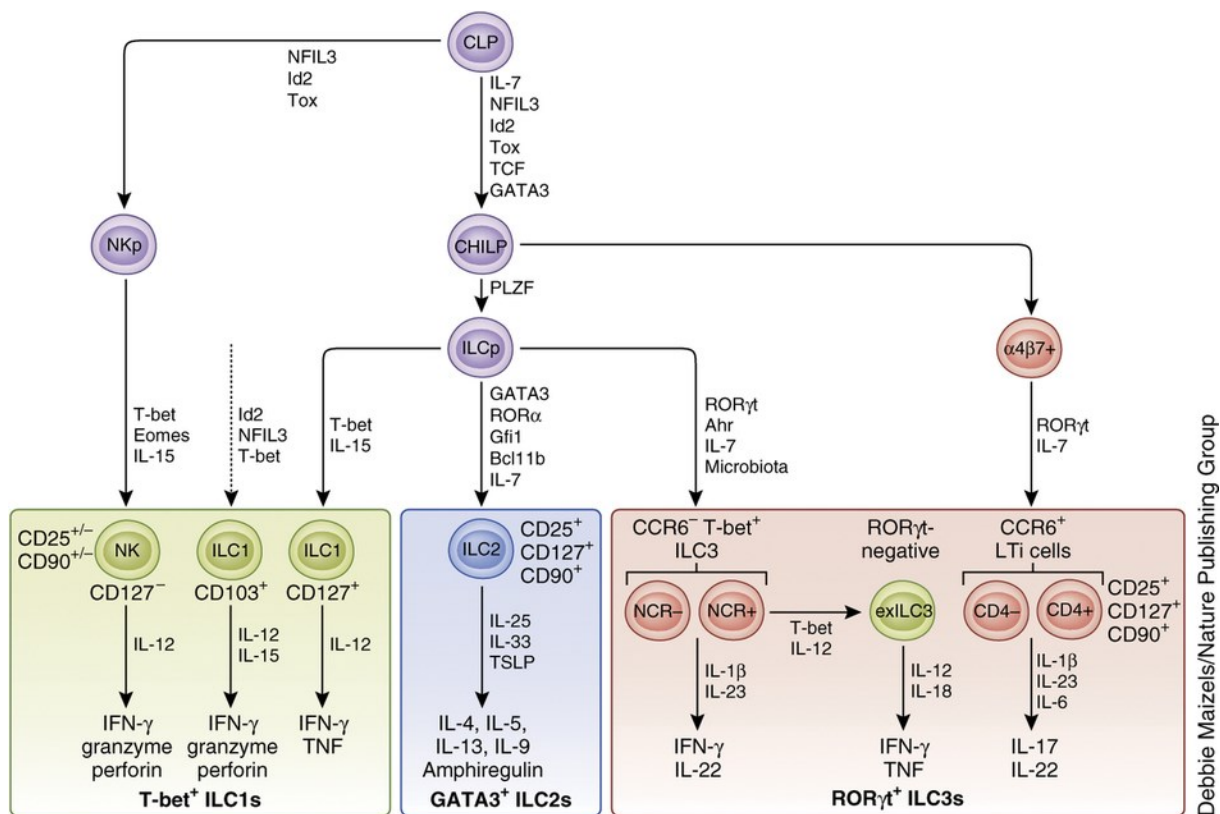 CLP
NFIL3
Id2
Tox
IL-7
NFIL3
Id2
Tox
TCF
GATA3
NKp
CHILP
PLZF
ILCp
α4β7+
T-bet
Eomes
IL-15
Id2
NFIL3
T-bet
T-bet
IL-15
GATA3
RORα
Gfi1
Bcl11b
IL-7
RORγt
Ahr
IL-7
Microbiota
RORγt
IL-7
CD25+/–
CD90+/–
NK
CD127–
ILC1
CD103+
ILC1
CD127+
IL-12
IL-12
IL-15
IL-12
IFN-γ
granzyme
perforin
IFN-γ
granzyme
perforin
IFN-γ
TNF
T-bet+ ILC1s
ILC2
CD25+
CD127+
CD90+
IL-25
IL-33
TSLP
IL-4, IL-5,
IL-13, IL-9
Amphiregulin
GATA3+ ILC2s
CCR6– T-bet+
ILC3
NCR–
NCR+
T-bet
IL-12
IL-1β
IL-23
IFN-γ
IL-22
RORγt-
negative
exILC3
IL-12
IL-18
IFN-γ
TNF
CCR6+
LTi cells
CD4–
CD4+
CD25+
CD127+
CD90+
IL-1β
IL-23
IL-6
IL-17
IL-22
RORγt+ ILC3s
Debbie Maizels/Nature Publishing Group